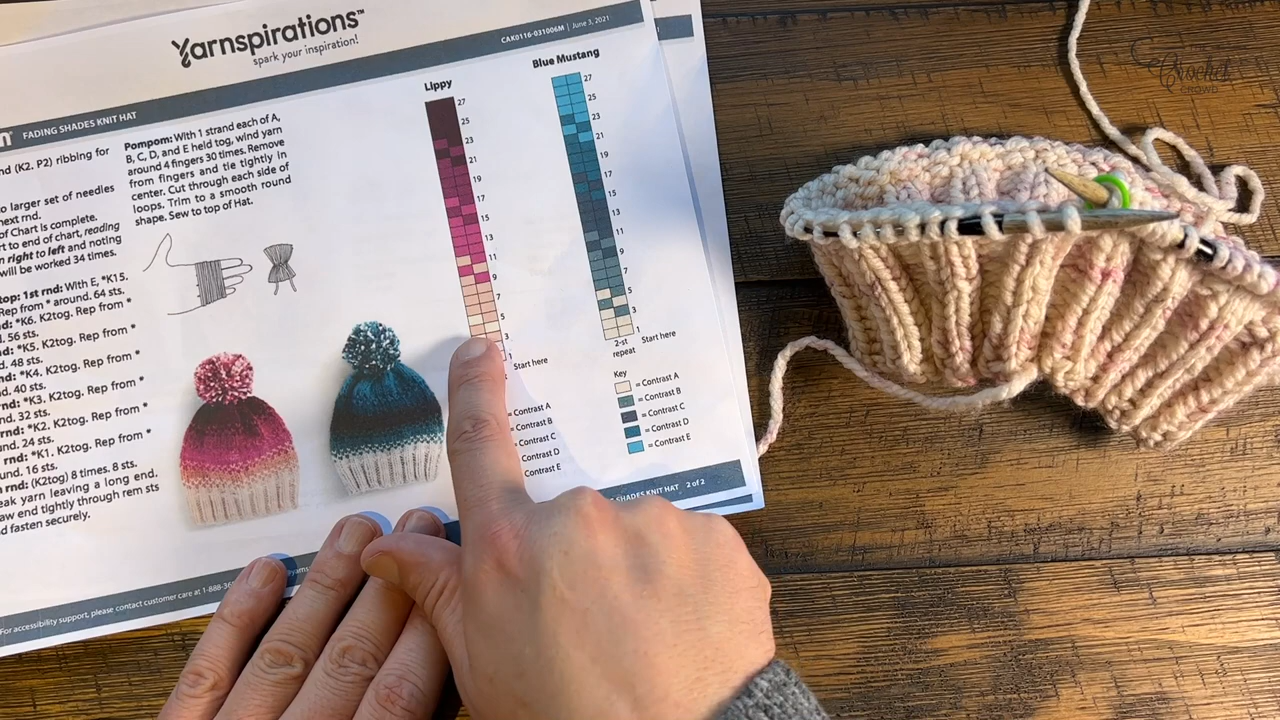 Yarnspirations™
spark your inspiration!
CAK0116-031006M | June 3, 2021
FADING SHADES KNIT HAT
nd (K2. P2) ribbing for
o larger set of needles
next rnd.
of Chart is complete.
rt to end of chart, reading
m right to left and noting
will be worked 34 times.
top: 1st rnd: With E, *K15.
Rep from * around. 64 sts.
nd: *K6. K2tog. Rep from *
d. 56 sts.
nd: *K5. K2tog. Rep from *
d. 48 sts.
nd: *K4. K2tog. Rep from *
nd. 40 sts.
rnd: *K3. K2tog. Rep from *
und. 32 sts.
rnd: *K2. K2tog. Rep from *
und. 24 sts.
rnd: *K1. K2tog. Rep from *
und. 16 sts.
rnd: (K2tog) 8 times. 8 sts.
eak yarn leaving a long end.
aw end tightly through rem sts
d fasten securely.
Pompom: With 1 strand each of A,
B, C, D, and E held tog, wind yarn
around 4 fingers 30 times. Remove
from fingers and tie tightly in
center. Cut through each side of
loops. Trim to a smooth round
shape. Sew to top of Hat.
Lippy
27
25
23
21
19
17
15
13
11
9
7
5
3
1
Start here
= Contrast A
= Contrast B
= Contrast C
Contrast D
Contrast E
Blue Mustang
27
25
23
21
19
17
15
13
11
9
7
5
3
1
2-st
repeat
Start here
Key
= Contrast A
= Contrast B
= Contrast C
= Contrast D
= Contrast E
SHADES KNIT HAT 2 of 2
For accessibility support, please contact customer care at 1-888-36
@yarns
Crochet
CROWD